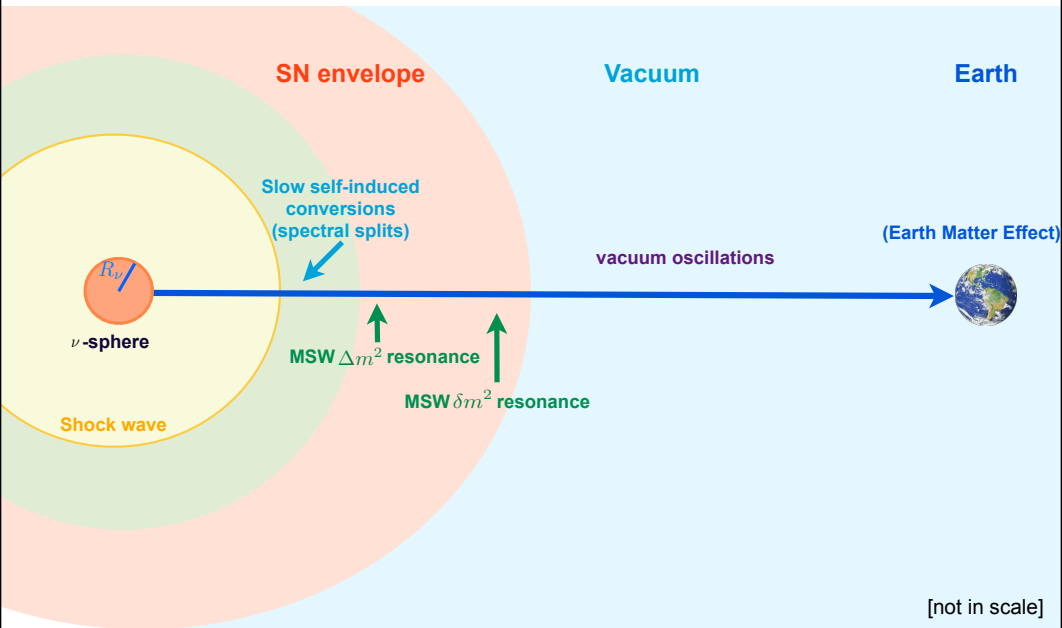 SN envelope
Vacuum
Earth
Slow self-induced
conversions
(spectral splits)
(Earth Matter Effect)
vacuum oscillations
R_ν
ν-sphere
MSW Δm² resonance
MSW δm² resonance
Shock wave
[not in scale]